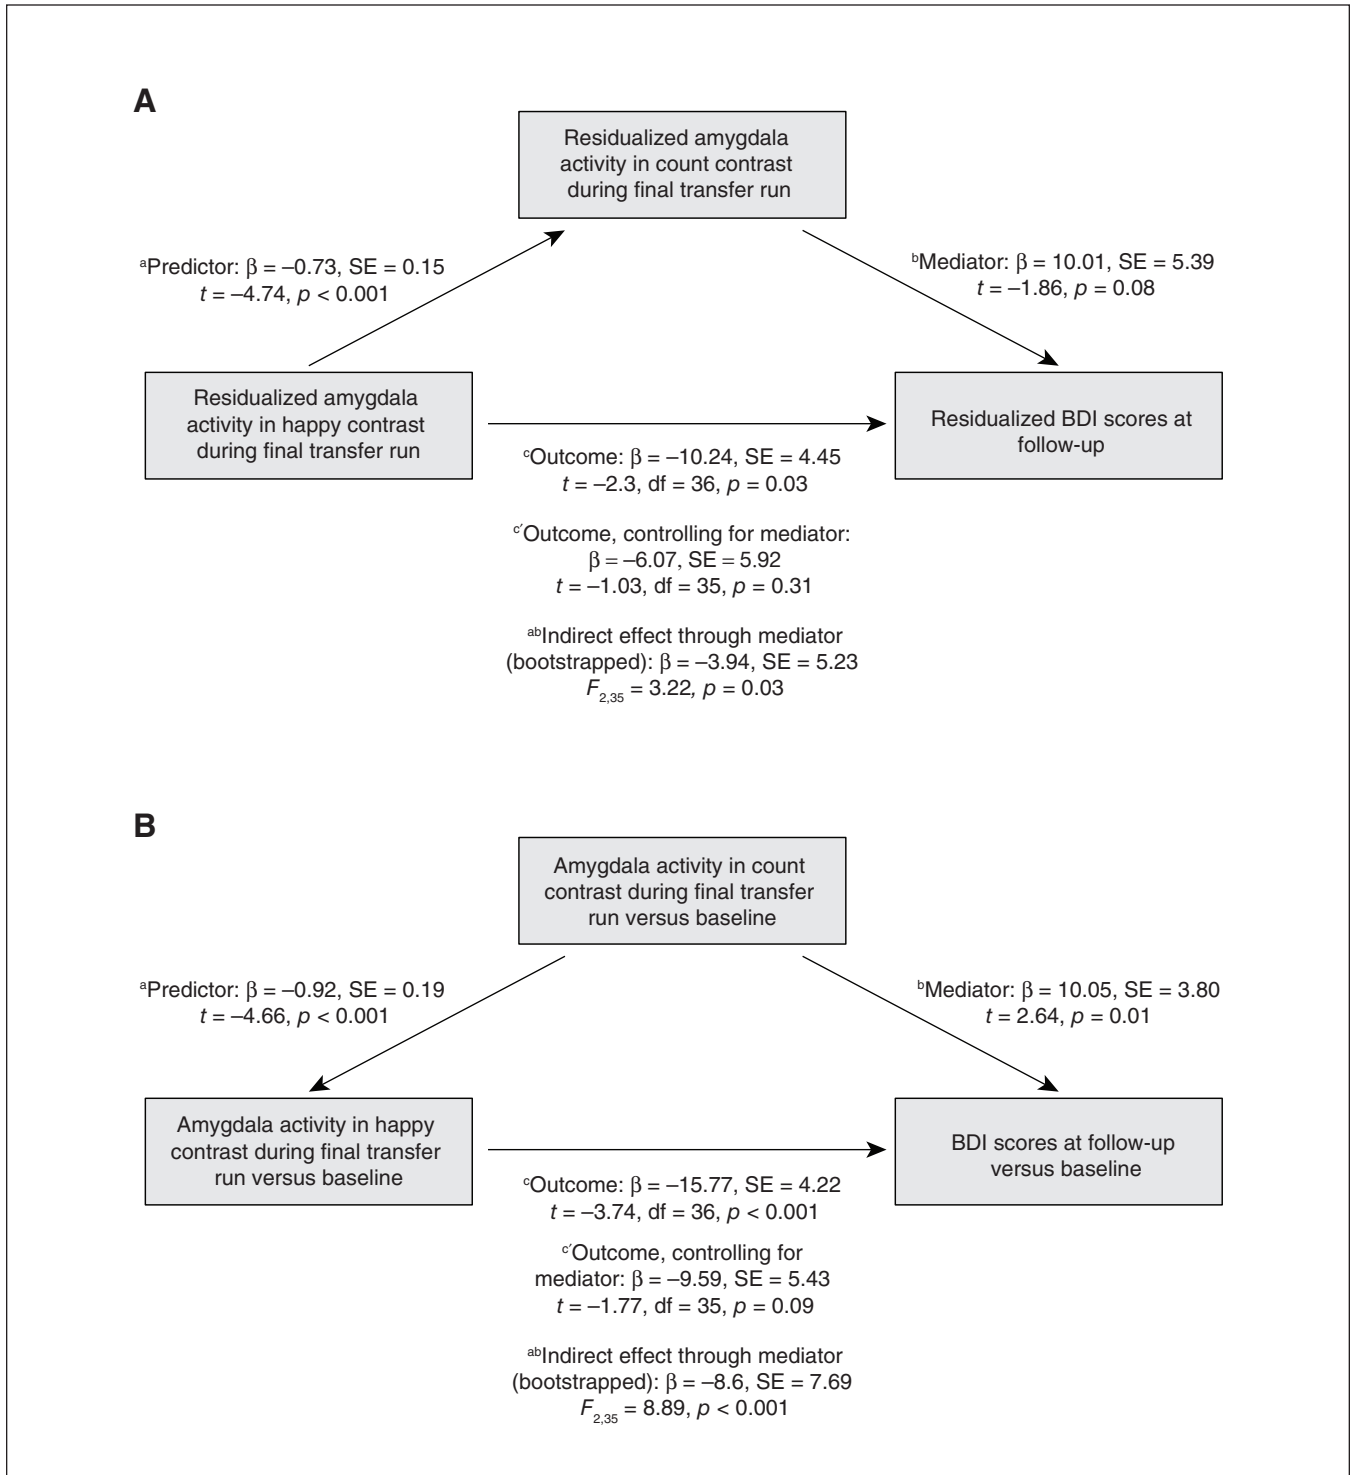 A
Residualized amygdala
activity in count contrast
during final transfer run
ᵃPredictor: β = –0.73, SE = 0.15
t = –4.74, p < 0.001
ᵇMediator: β = 10.01, SE = 5.39
t = –1.86, p = 0.08
Residualized amygdala
activity in happy contrast
during final transfer run
Residualized BDI scores at
follow-up
ᶜOutcome: β = –10.24, SE = 4.45
t = –2.3, df = 36, p = 0.03
ᶜ′Outcome, controlling for mediator:
β = –6.07, SE = 5.92
t = –1.03, df = 35, p = 0.31
ᵃᵇIndirect effect through mediator
(bootstrapped): β = –3.94, SE = 5.23
F₂,₃₅ = 3.22, p = 0.03
B
Amygdala activity in count
contrast during final transfer
run versus baseline
ᵃPredictor: β = –0.92, SE = 0.19
t = –4.66, p < 0.001
ᵇMediator: β = 10.05, SE = 3.80
t = 2.64, p = 0.01
Amygdala activity in happy
contrast during final transfer
run versus baseline
BDI scores at follow-up
versus baseline
ᶜOutcome: β = –15.77, SE = 4.22
t = –3.74, df = 36, p < 0.001
ᶜ′Outcome, controlling for
mediator: β = –9.59, SE = 5.43
t = –1.77, df = 35, p = 0.09
ᵃᵇIndirect effect through mediator
(bootstrapped): β = –8.6, SE = 7.69
F₂,₃₅ = 8.89, p < 0.001